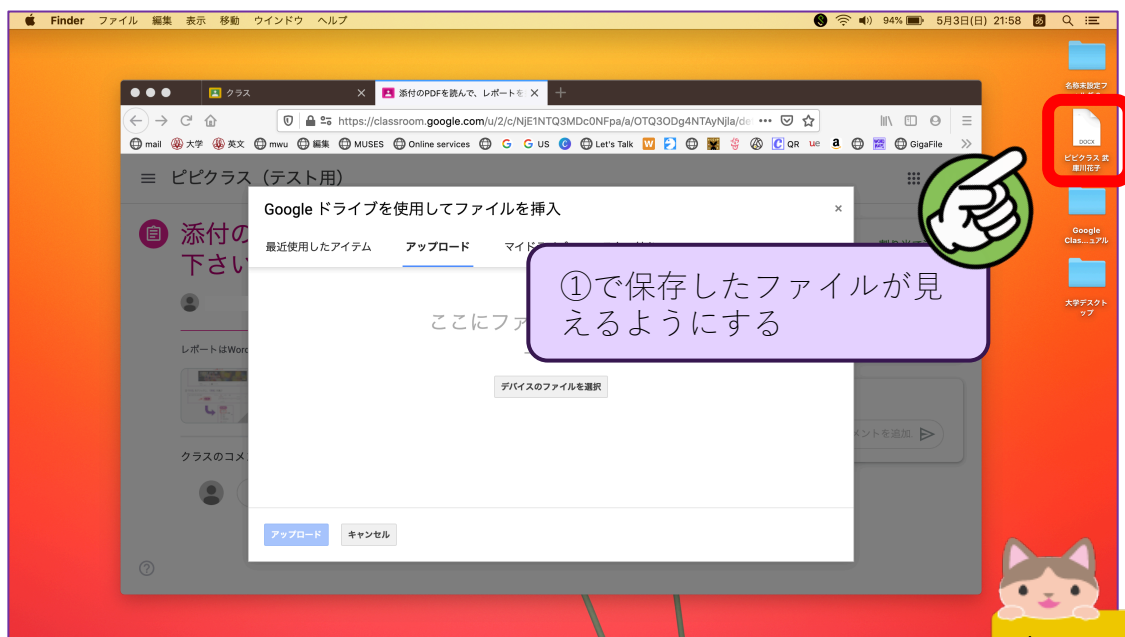 Finder ファイル 編集 表示 移動 ウインドウ ヘルプ
94% 5月3日(日) 21:58 あ
名称未設定フ
クラス
添付のPDFを読んで、レポートを
https://classroom.google.com/u/2/c/NjE1NTQ3MDc0NFpa/a/OTQ3ODg4NTAyNjla/de
mail 大学 英文 mwu 編集 MUSES Online services G G US Let's Talk W QR ue a GigaFile
DOCX
ピピクラス 武
庫川花子
ピピクラス（テスト用）
Google ドライブを使用してファイルを挿入
×
添付の
下さい
最近使用したアイテム アップロード
Google
Clas...ュアル
①で保存したファイルが見
えるようにする
ここにファ
大学デスクト
ップ
レポートはWord
デバイスのファイルを選択
メントを追加
クラスのコメ
アップロード キャンセル